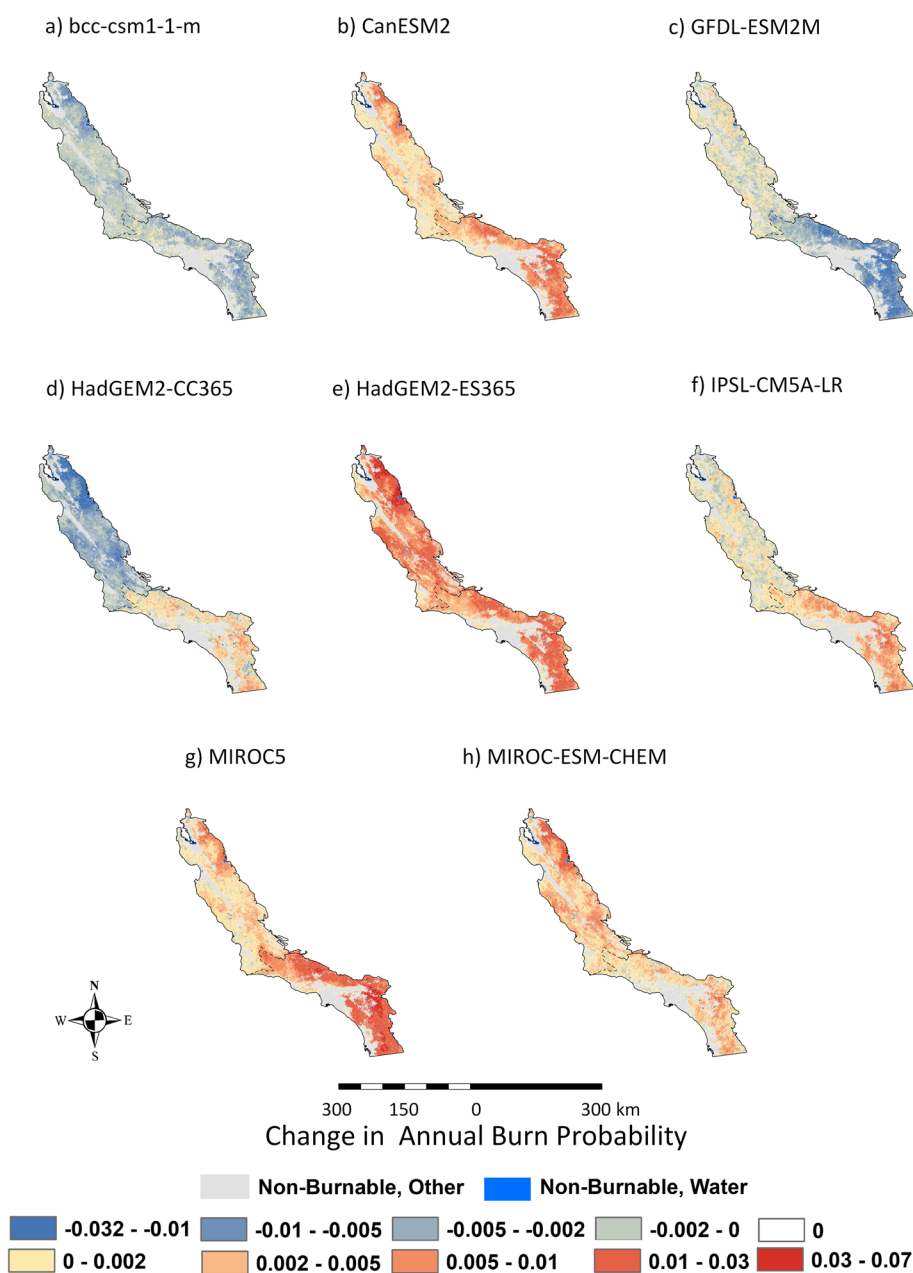 a) bcc-csm1-1-m
b) CanESM2
c) GFDL-ESM2M
d) HadGEM2-CC365
e) HadGEM2-ES365
f) IPSL-CM5A-LR
g) MIROC5
h) MIROC-ESM-CHEM
N
W E
S
300 150 0 300 km
Change in Annual Burn Probability
Non-Burnable, Other Non-Burnable, Water
-0.032 - -0.01 -0.01 - -0.005 -0.005 - -0.002 -0.002 - 0 0
0 - 0.002 0.002 - 0.005 0.005 - 0.01 0.01 - 0.03 0.03 - 0.07